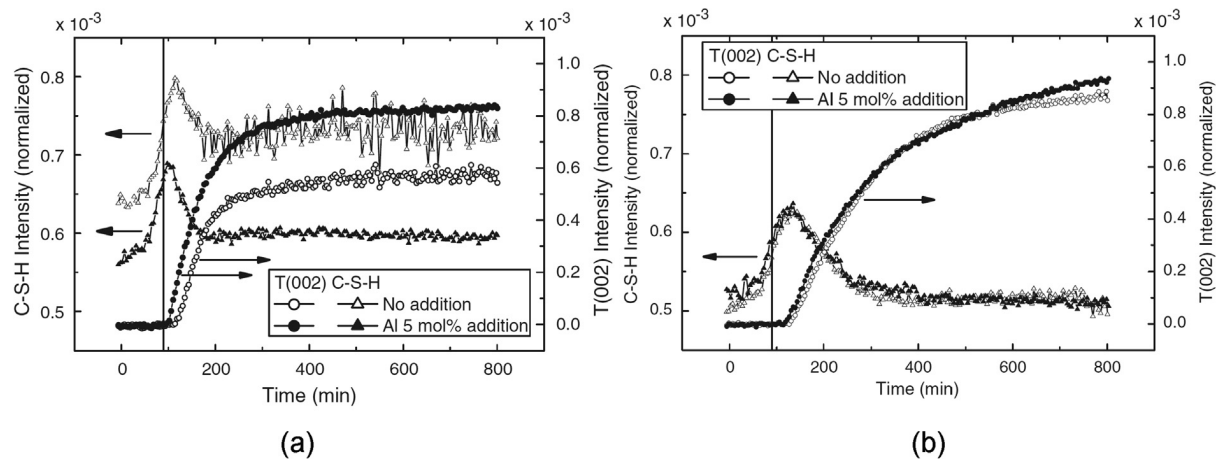 x 10⁻³
x 10⁻³
C-S-H Intensity (normalized)
0.8
0.7
0.6
0.5
T(002) Intensity (normalized)
1.0
0.8
0.6
0.4
0.2
0.0
T(002) C-S-H
No addition
Al 5 mol% addition
0 200 400 600 800
Time (min)
(a)
x 10⁻³
x 10⁻³
C-S-H Intensity (normalized)
0.8
0.7
0.6
0.5
T(002) Intensity (normalized)
1.0
0.8
0.6
0.4
0.2
0.0
T(002) C-S-H
No addition
Al 5 mol% addition
0 200 400 600 800
Time (min)
(b)